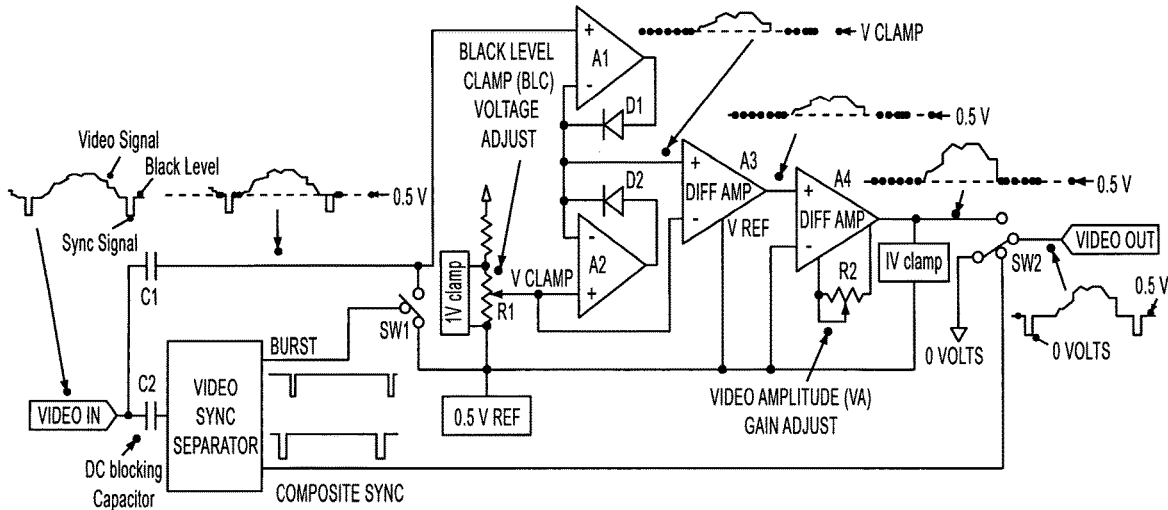 V CLAMP
BLACK LEVEL
CLAMP (BLC)
VOLTAGE
ADJUST
+
A1
-
D1
0.5 V
Video Signal
Black Level
0.5 V
Sync Signal
+
A3
DIFF AMP
-
V REF
+
A4
DIFF AMP
-
0.5 V
D2
-
A2
+
V CLAMP
1V clamp
R1
R2
IV clamp
VIDEO OUT
SW2
0.5 V
0 VOLTS
0 VOLTS
C1
SW1
BURST
C2
VIDEO IN
VIDEO
SYNC
SEPARATOR
0.5 V REF
VIDEO AMPLITUDE (VA)
GAIN ADJUST
DC blocking
Capacitor
COMPOSITE SYNC